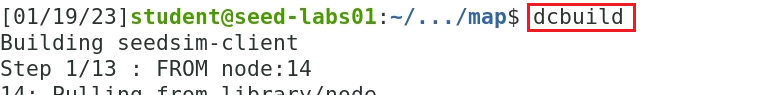 [01/19/23]student@seed-labs01:~/.../map$ dcbuild
Building seedsim-client
Step 1/13 : FROM node:14
14: Pulling from library/node